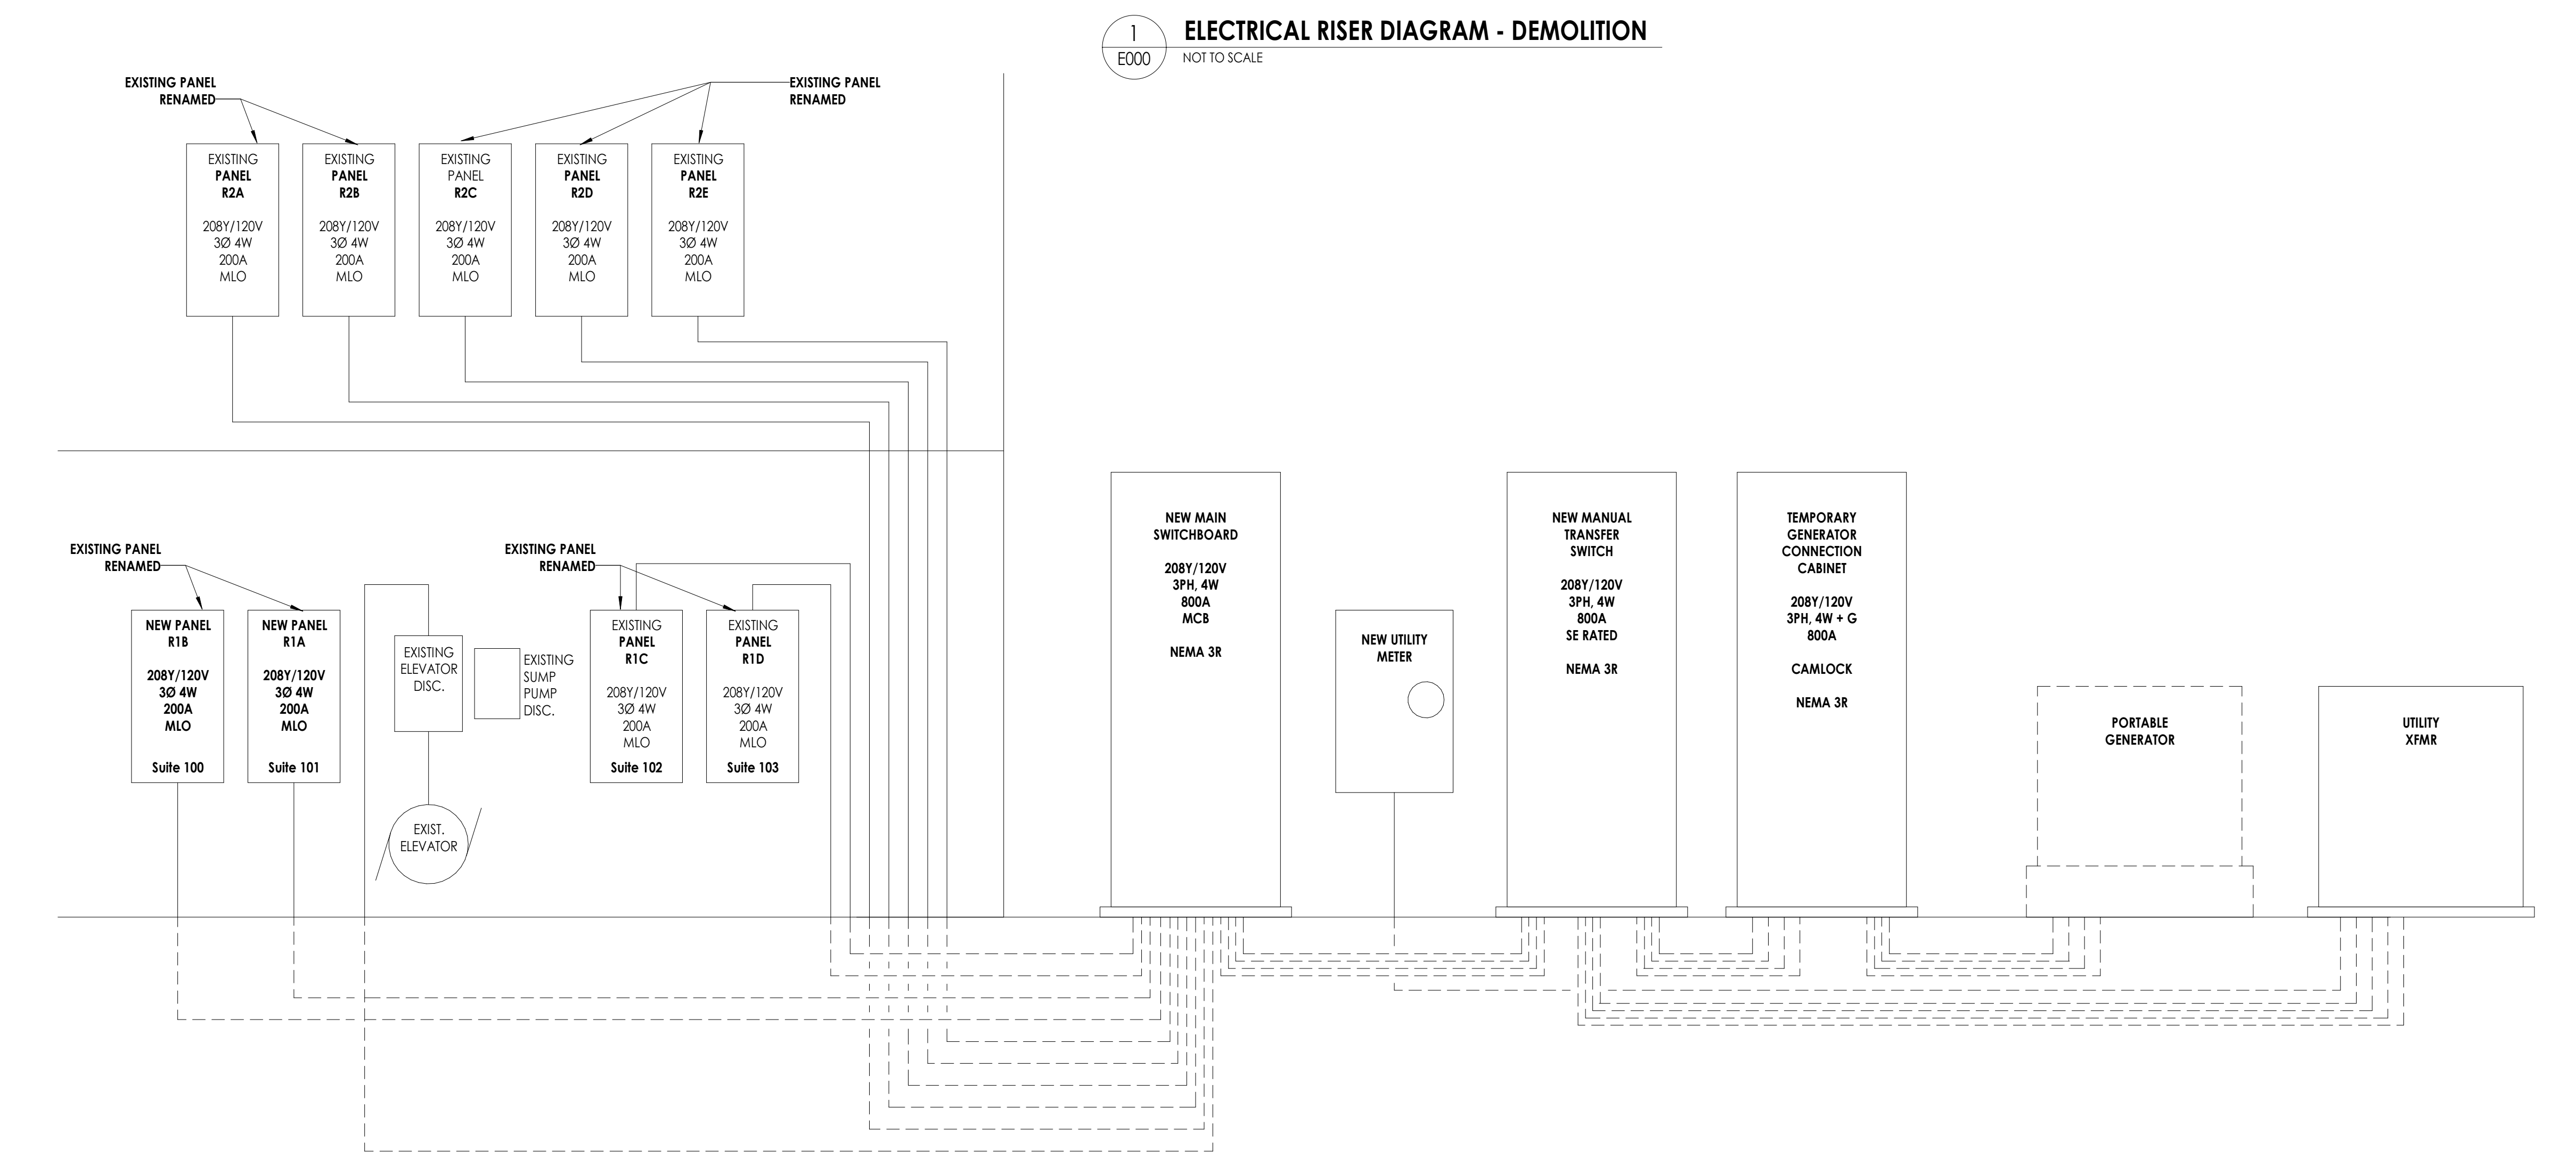 1
E000
ELECTRICAL RISER DIAGRAM - DEMOLITION
NOT TO SCALE
EXISTING PANEL
RENAMED
EXISTING PANEL
RENAMED
EXISTING
PANEL
R2A
208Y/120V
3Ø 4W
200A
MLO
EXISTING
PANEL
R2B
208Y/120V
3Ø 4W
200A
MLO
EXISTING
PANEL
R2C
208Y/120V
3Ø 4W
200A
MLO
EXISTING
PANEL
R2D
208Y/120V
3Ø 4W
200A
MLO
EXISTING
PANEL
R2E
208Y/120V
3Ø 4W
200A
MLO
EXISTING PANEL
RENAMED
EXISTING PANEL
RENAMED
NEW PANEL
R1B
208Y/120V
3Ø 4W
200A
MLO
Suite 100
NEW PANEL
R1A
208Y/120V
3Ø 4W
200A
MLO
Suite 101
EXISTING
ELEVATOR
DISC.
EXIST.
ELEVATOR
EXISTING
SUMP
PUMP
DISC.
EXISTING
PANEL
R1C
208Y/120V
3Ø 4W
200A
MLO
Suite 102
EXISTING
PANEL
R1D
208Y/120V
3Ø 4W
200A
MLO
Suite 103
NEW MAIN
SWITCHBOARD
208Y/120V
3PH, 4W
800A
MCB
NEMA 3R
NEW UTILITY
METER
NEW MANUAL
TRANSFER
SWITCH
208Y/120V
3PH, 4W
800A
SE RATED
NEMA 3R
TEMPORARY
GENERATOR
CONNECTION
CABINET
208Y/120V
3PH, 4W + G
800A
CAMLOCK
NEMA 3R
PORTABLE
GENERATOR
UTILITY
XFMR